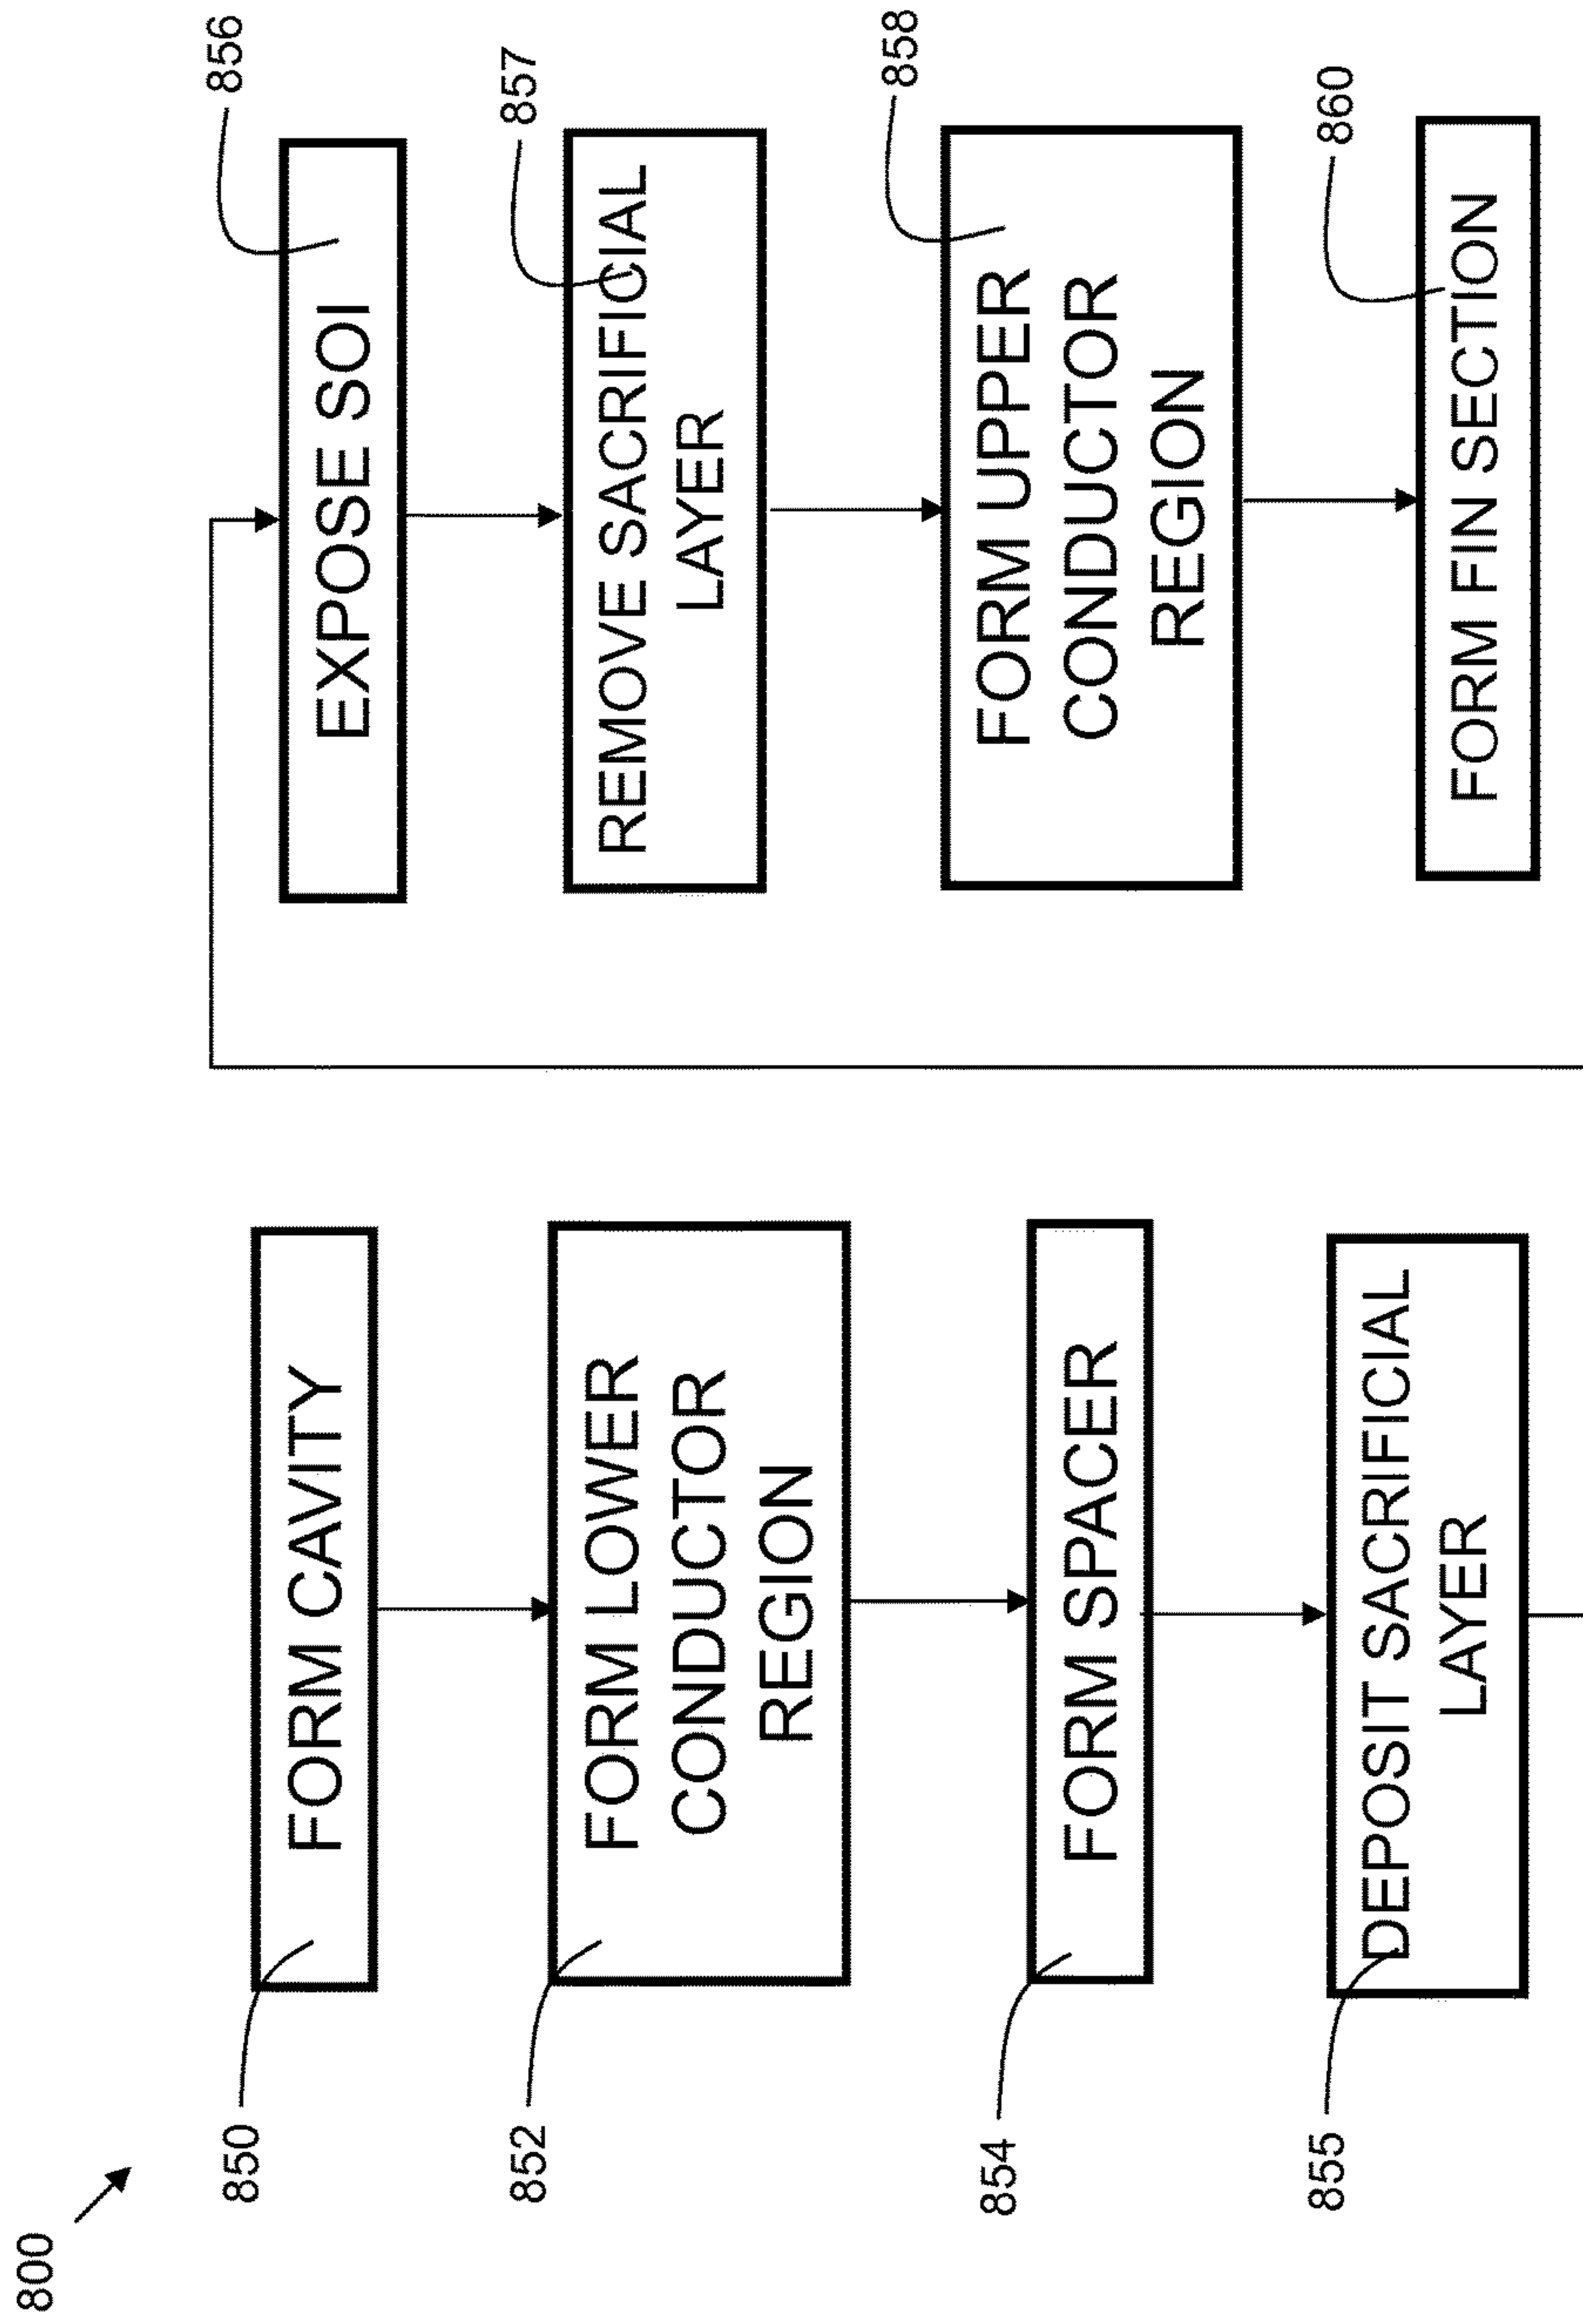 800
850
FORM CAVITY
852
FORM LOWER
CONDUCTOR
REGION
854
FORM SPACER
855
DEPOSIT SACRIFICIAL
LAYER
856
EXPOSE SOI
857
REMOVE SACRIFICIAL
LAYER
858
FORM UPPER
CONDUCTOR
REGION
860
FORM FIN SECTION